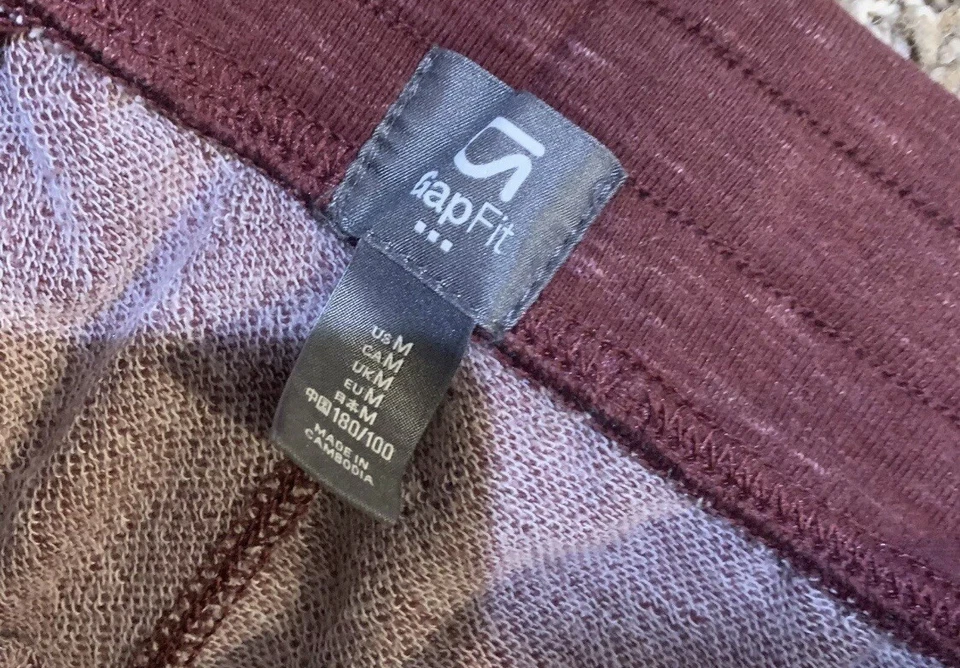 GapFit
US M
CA M
UK M
EU M
日本 M
中国 180/100
MADE IN
CAMBODIA